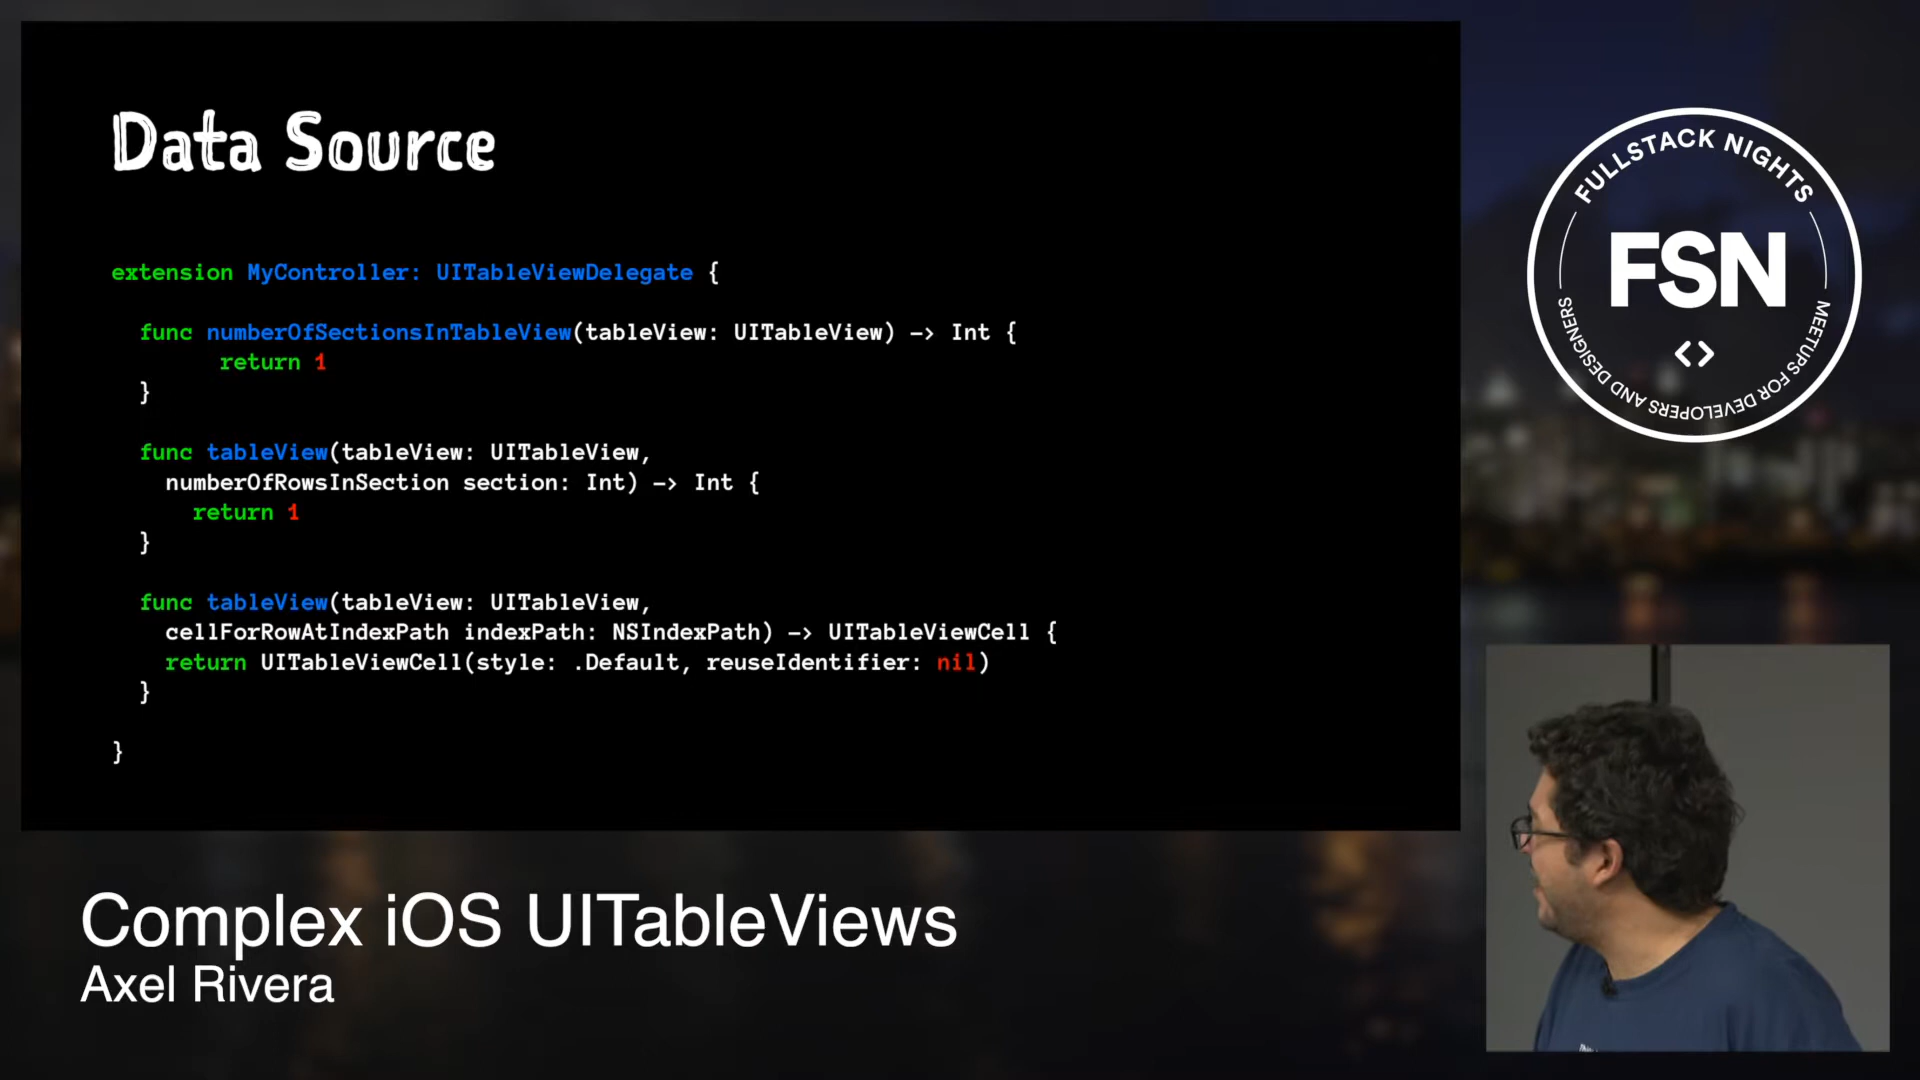 Data Source
extension MyController: UITableViewDelegate {
func numberOfSectionsInTableView(tableView: UITableView) -> Int {
return 1
}
func tableView(tableView: UITableView,
numberOfRowsInSection section: Int) -> Int {
return 1
}
func tableView(tableView: UITableView,
cellForRowAtIndexPath indexPath: NSIndexPath) -> UITableViewCell {
return UITableViewCell(style: .Default, reuseIdentifier: nil)
}
}
FULLSTACK NIGHTS
FSN
<>
MEETUPS FOR DEVELOPERS AND DESIGNERS
Complex iOS UITableViews
Axel Rivera